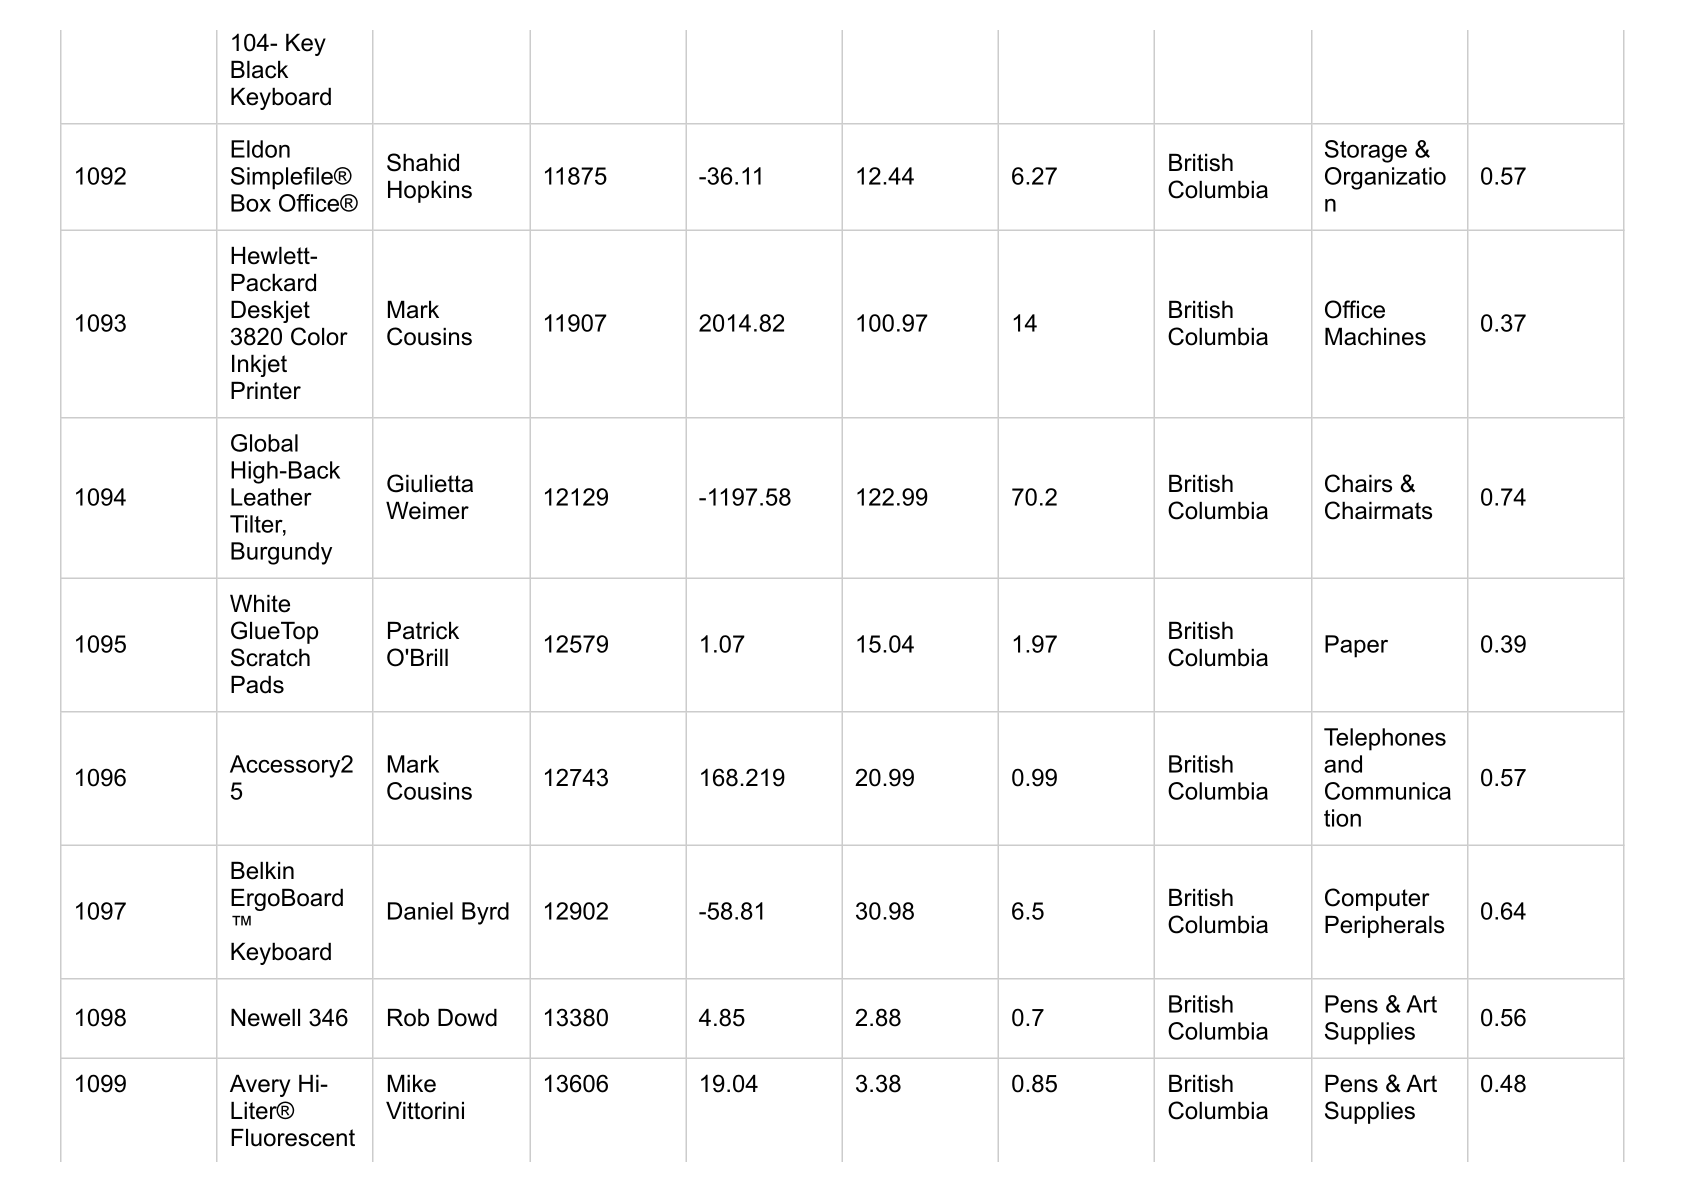 104- Key
Black
Keyboard
1092
Eldon
Simplefile®
Box Office®
Shahid
Hopkins
11875
-36.11
12.44
6.27
British
Columbia
Storage &
Organizatio
n
0.57
1093
Hewlett-
Packard
Deskjet
3820 Color
Inkjet
Printer
Mark
Cousins
11907
2014.82
100.97
14
British
Columbia
Office
Machines
0.37
1094
Global
High-Back
Leather
Tilter,
Burgundy
Giulietta
Weimer
12129
-1197.58
122.99
70.2
British
Columbia
Chairs &
Chairmats
0.74
1095
White
GlueTop
Scratch
Pads
Patrick
O'Brill
12579
1.07
15.04
1.97
British
Columbia
Paper
0.39
1096
Accessory2
5
Mark
Cousins
12743
168.219
20.99
0.99
British
Columbia
Telephones
and
Communica
tion
0.57
1097
Belkin
ErgoBoard
™
Keyboard
Daniel Byrd
12902
-58.81
30.98
6.5
British
Columbia
Computer
Peripherals
0.64
1098
Newell 346
Rob Dowd
13380
4.85
2.88
0.7
British
Columbia
Pens & Art
Supplies
0.56
1099
Avery Hi-
Liter®
Fluorescent
Mike
Vittorini
13606
19.04
3.38
0.85
British
Columbia
Pens & Art
Supplies
0.48